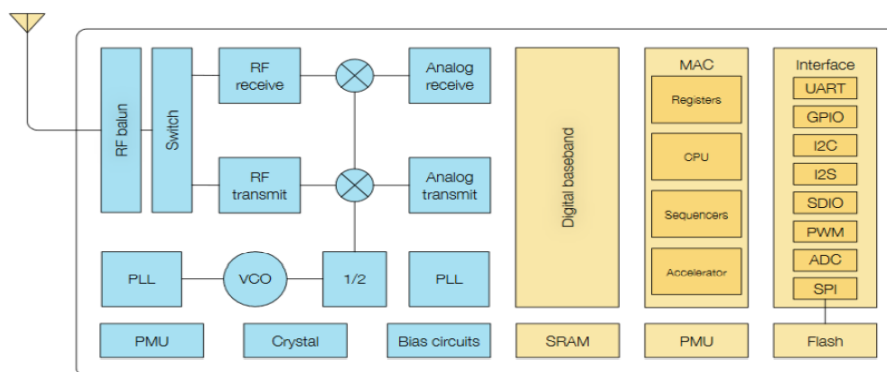 RF balun
Switch
RF
receive
Analog
receive
RF
transmit
Analog
transmit
PLL
VCO
1/2
PLL
PMU
Crystal
Bias circuits
Digital baseband
SRAM
MAC
Registers
CPU
Sequencers
Accelerator
PMU
Interface
UART
GPIO
I2C
I2S
SDIO
PWM
ADC
SPI
Flash